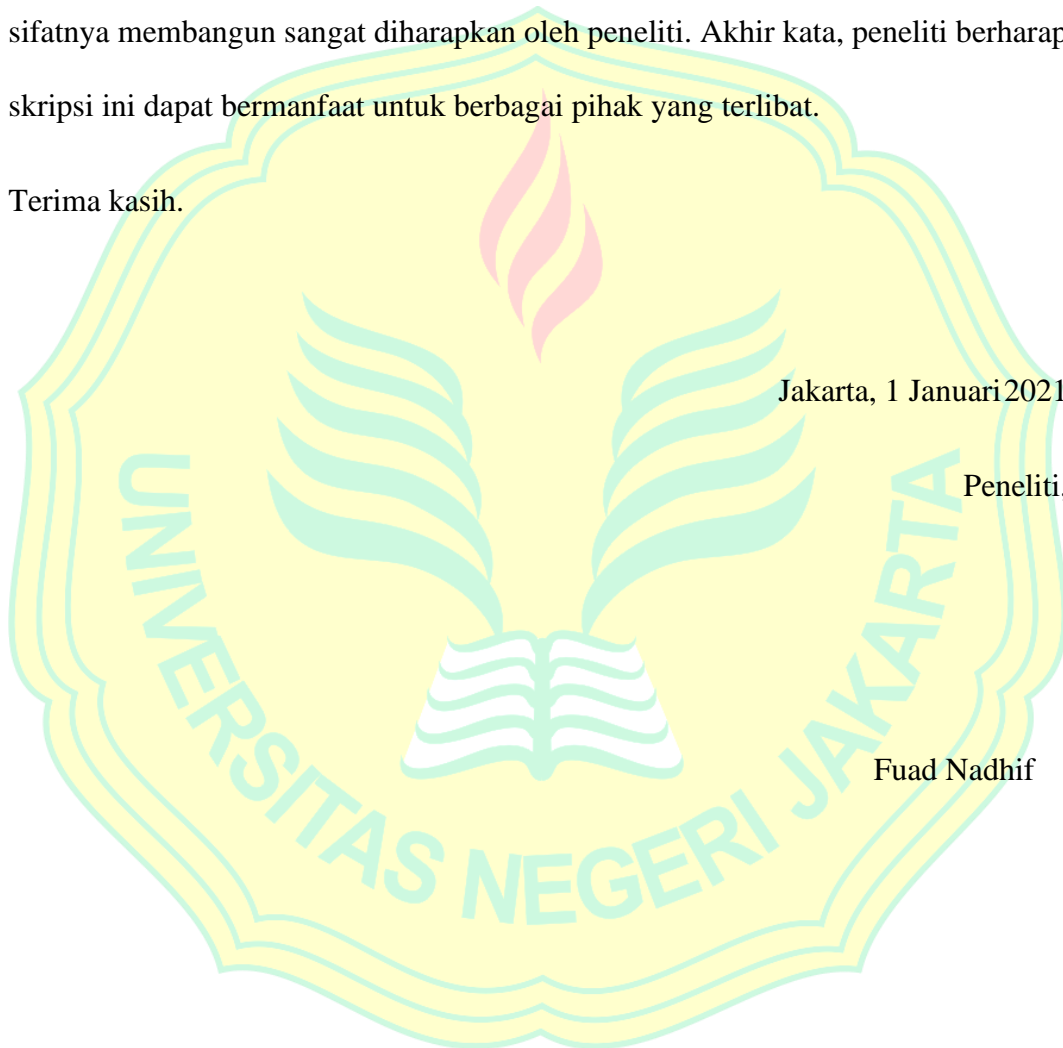 sifatnya membangun sangat diharapkan oleh peneliti. Akhir kata, peneliti berharap
skripsi ini dapat bermanfaat untuk berbagai pihak yang terlibat.
Terima kasih.
Jakarta, 1 Januari 2021
Peneliti.
Fuad Nadhif
UNIVERSITAS NEGERI JAKARTA